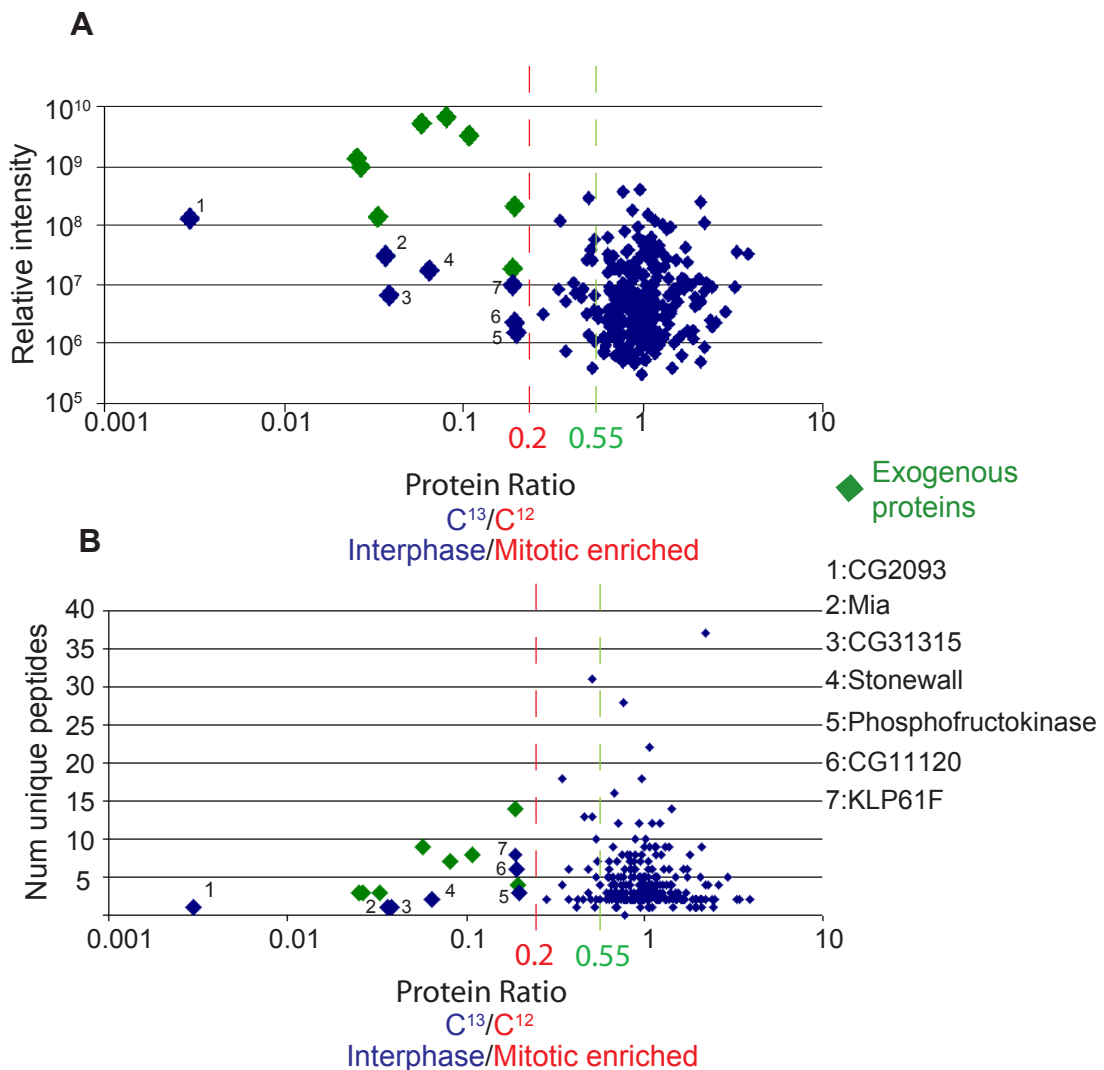 A
Relative intensity
10¹⁰
10⁹
10⁸
10⁷
10⁶
10⁵
1
2
4
3
7
6
5
0.001
0.01
0.1
1
10
0.2
0.55
Protein Ratio
C¹³/C¹²
Interphase/Mitotic enriched
Exogenous
proteins
B
Num unique peptides
40
35
30
25
20
15
10
5
1
2
3
4
7
6
5
0.001
0.01
0.1
1
10
0.2
0.55
Protein Ratio
C¹³/C¹²
Interphase/Mitotic enriched
1:CG2093
2:Mia
3:CG31315
4:Stonewall
5:Phosphofructokinase
6:CG11120
7:KLP61F